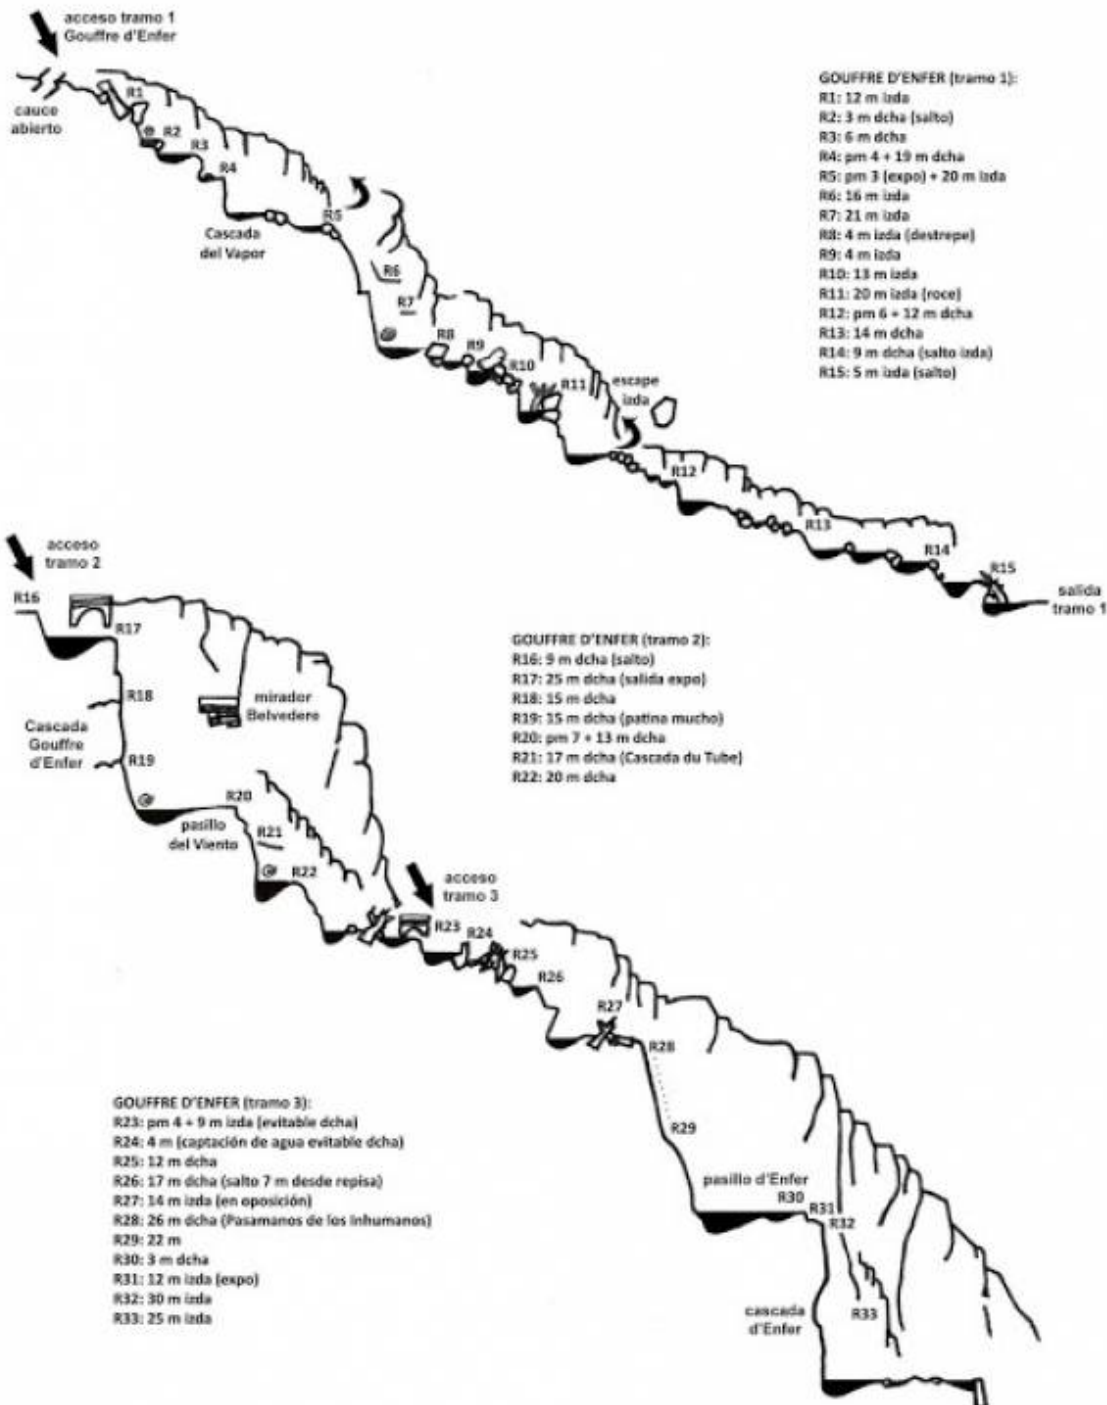 acceso tramo 1
Gouffre d'Enfer
cauce
abierto
R1
R2
R3
R4
Cascada
del Vapor
R5
R6
R7
R8
R9
R10
R11
escape
izda
R12
R13
R14
R15
salida
tramo 1
GOUFFRE D'ENFER (tramo 1):
R1: 12 m izda
R2: 3 m dcha (salto)
R3: 6 m dcha
R4: pm 4 + 19 m dcha
R5: pm 3 (expo) + 20 m izda
R6: 16 m izda
R7: 21 m izda
R8: 4 m izda (destrepe)
R9: 4 m izda
R10: 13 m izda
R11: 20 m izda (roce)
R12: pm 6 + 12 m dcha
R13: 14 m dcha
R14: 9 m dcha (salto izda)
R15: 5 m izda (salto)
acceso
tramo 2
R16
R17
R18
mirador
Belvedere
Cascada
Gouffre
d'Enfer
R19
R20
pasillo
del Viento
R21
R22
GOUFFRE D'ENFER (tramo 2):
R16: 9 m dcha (salto)
R17: 25 m dcha (salida expo)
R18: 15 m dcha
R19: 15 m dcha (patina mucho)
R20: pm 7 + 13 m dcha
R21: 17 m dcha (Cascada du Tube)
R22: 20 m dcha
acceso
tramo 3
R23
R24
R25
R26
R27
R28
R29
pasillo d'Enfer
R30
R31
R32
cascada
d'Enfer
R33
GOUFFRE D'ENFER (tramo 3):
R23: pm 4 + 9 m izda (evitable dcha)
R24: 4 m (captación de agua evitable dcha)
R25: 12 m dcha
R26: 17 m dcha (salto 7 m desde repisa)
R27: 14 m izda (en oposición)
R28: 26 m dcha (Pasamanos de los Inhumanos)
R29: 22 m
R30: 3 m dcha
R31: 12 m izda (expo)
R32: 30 m izda
R33: 25 m izda